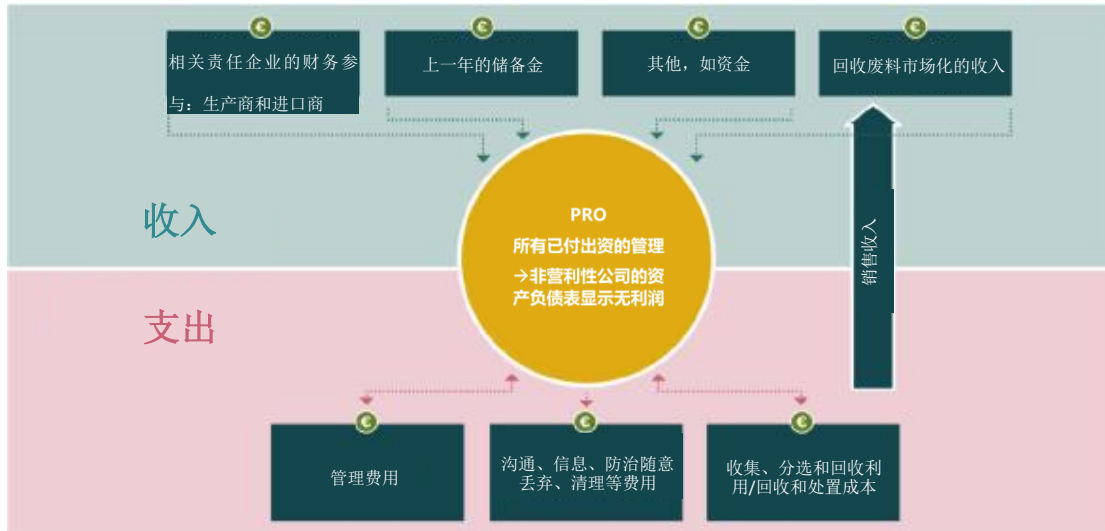 相关责任企业的财务参
与：生产商和进口商
上一年的储备金
其他，如资金
回收废料市场化的收入
收入
PRO
所有已付出资的管理
→非营利性公司的资
产负债表显示无利润
销售收入
支出
管理费用
沟通、信息、防治随意
丢弃、清理等费用
收集、分选和回收利
用/回收和处置成本